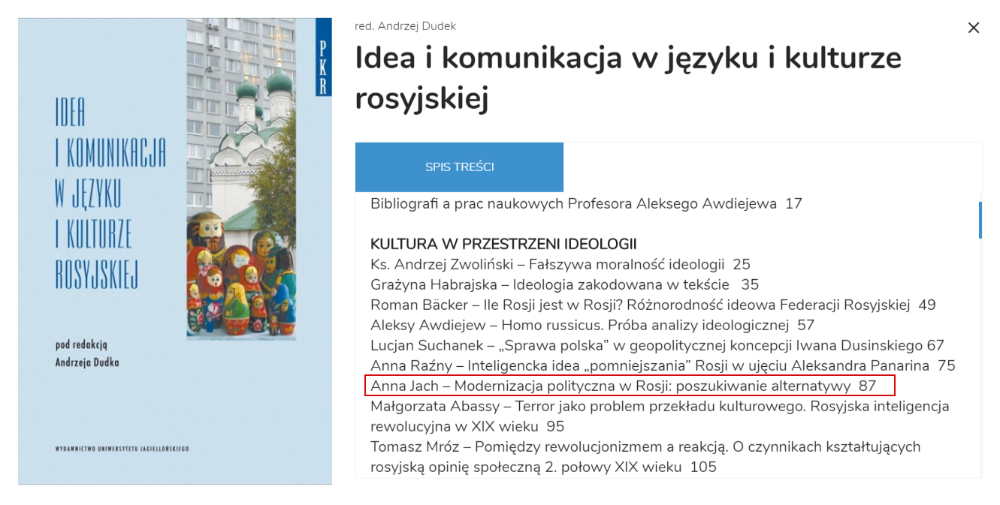 IDEA
I KOMUNIKACJA
W JĘZYKU
I KULTURZE
ROSYJSKIEJ
pod redakcją
Andrzeja Dudka
WYDAWNICTWO UNIWERSYTETU JAGIELLOŃSKIEGO
PKR
red. Andrzej Dudek
Idea i komunikacja w języku i kulturze
rosyjskiej
SPIS TREŚCI
Bibliografi a prac naukowych Profesora Aleksego Awdiejewa 17
KULTURA W PRZESTRZENI IDEOLOGII
Ks. Andrzej Zwoliński – Fałszywa moralność ideologii 25
Grażyna Habrajska – Ideologia zakodowana w tekście 35
Roman Bäcker – Ile Rosji jest w Rosji? Różnorodność ideowa Federacji Rosyjskiej 49
Aleksy Awdiejew – Homo russicus. Próba analizy ideologicznej 57
Lucjan Suchanek – „Sprawa polska” w geopolitycznej koncepcji Iwana Dusinskiego 67
Anna Raźny – Inteligencka idea „pomniejszania” Rosji w ujęciu Aleksandra Panarina 75
Anna Jach – Modernizacja polityczna w Rosji: poszukiwanie alternatywy 87
Małgorzata Abassy – Terror jako problem przekładu kulturowego. Rosyjska inteligencja
rewolucyjna w XIX wieku 95
Tomasz Mróz – Pomiędzy rewolucjonizmem a reakcją. O czynnikach kształtujących
rosyjską opinię społeczną 2. połowy XIX wieku 105